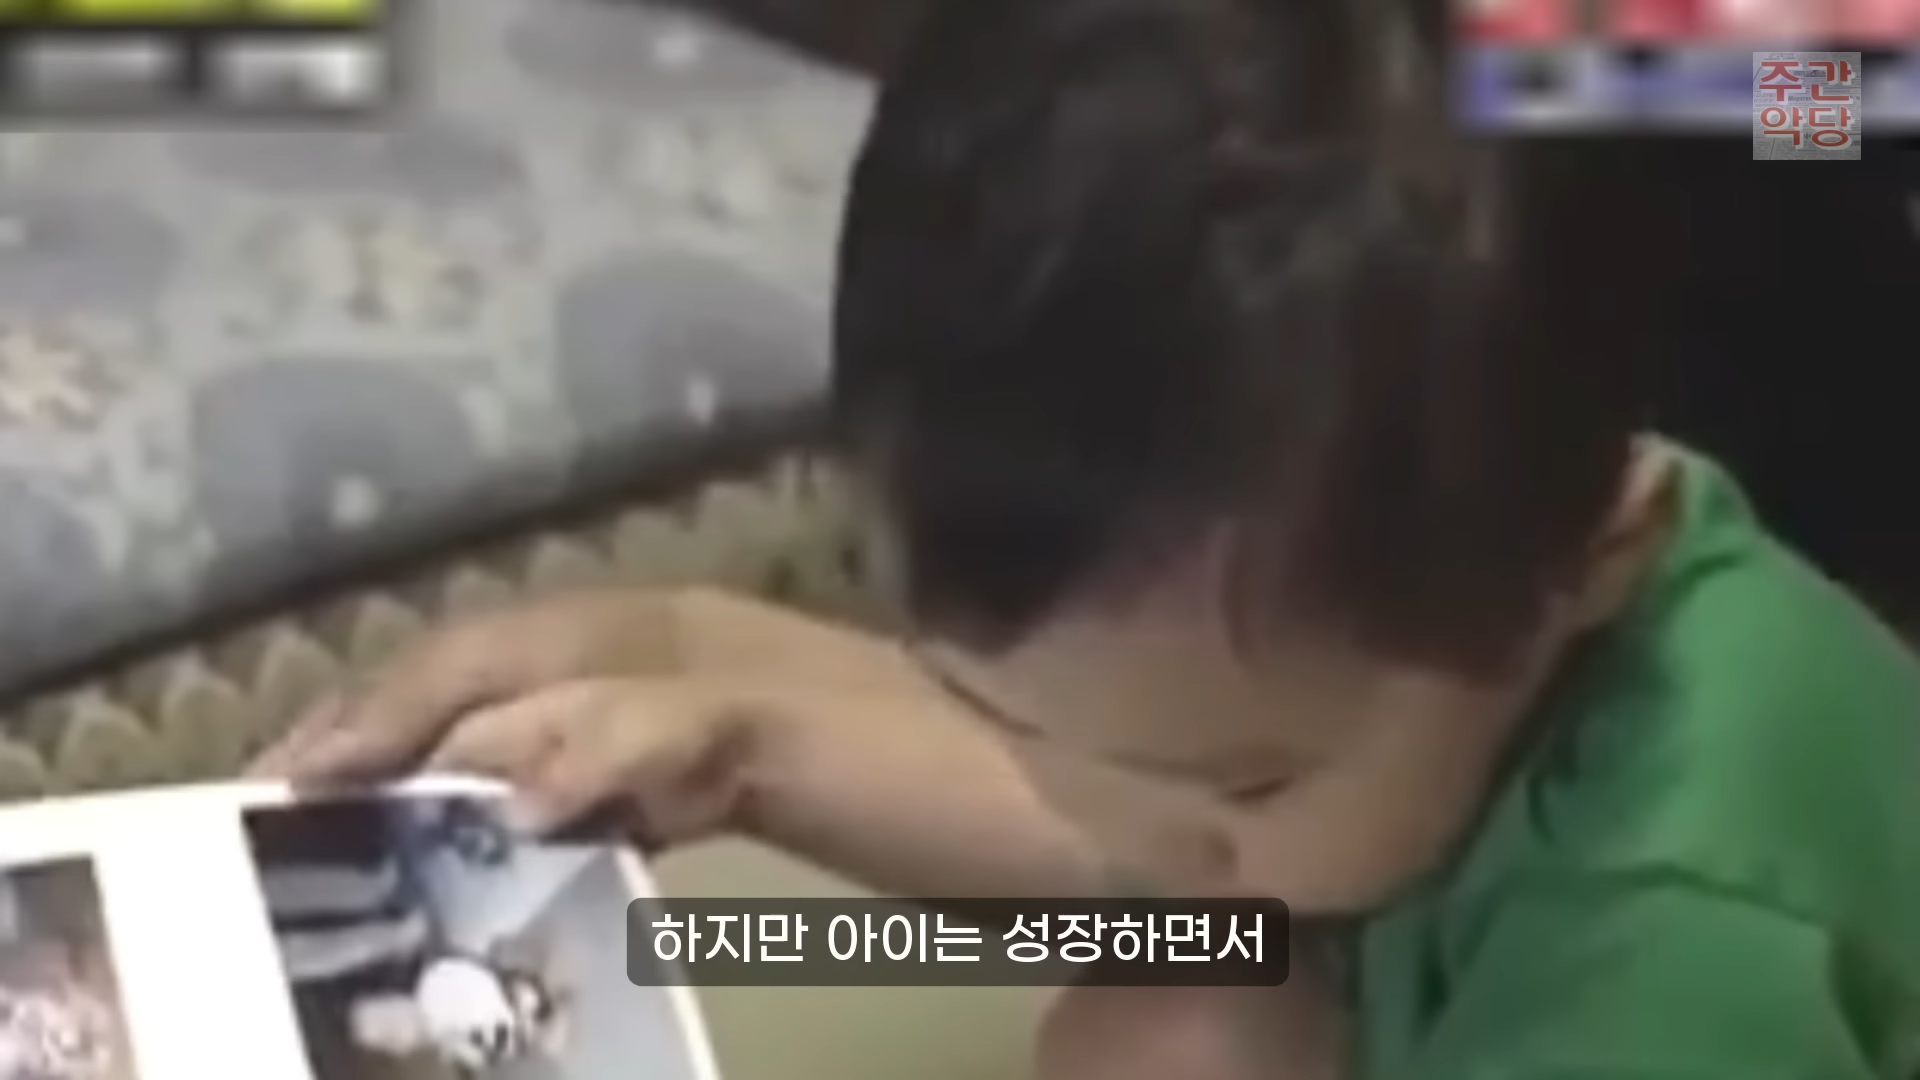 주간
악당
하지만 아이는 성장하면서